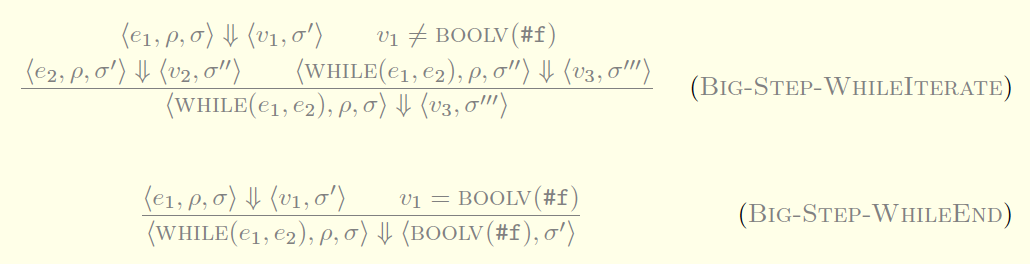 ⟨e₁, ρ, σ⟩ ⇓ ⟨v₁, σ′⟩ v₁ ≠ BOOLV(#f)
⟨e₂, ρ, σ′⟩ ⇓ ⟨v₂, σ″⟩ ⟨WHILE(e₁, e₂), ρ, σ″⟩ ⇓ ⟨v₃, σ‴⟩
⟨WHILE(e₁, e₂), ρ, σ⟩ ⇓ ⟨v₃, σ‴⟩
(BIG-STEP-WHILEITERATE)
⟨e₁, ρ, σ⟩ ⇓ ⟨v₁, σ′⟩ v₁ = BOOLV(#f)
⟨WHILE(e₁, e₂), ρ, σ⟩ ⇓ ⟨BOOLV(#f), σ′⟩
(BIG-STEP-WHILEEND)